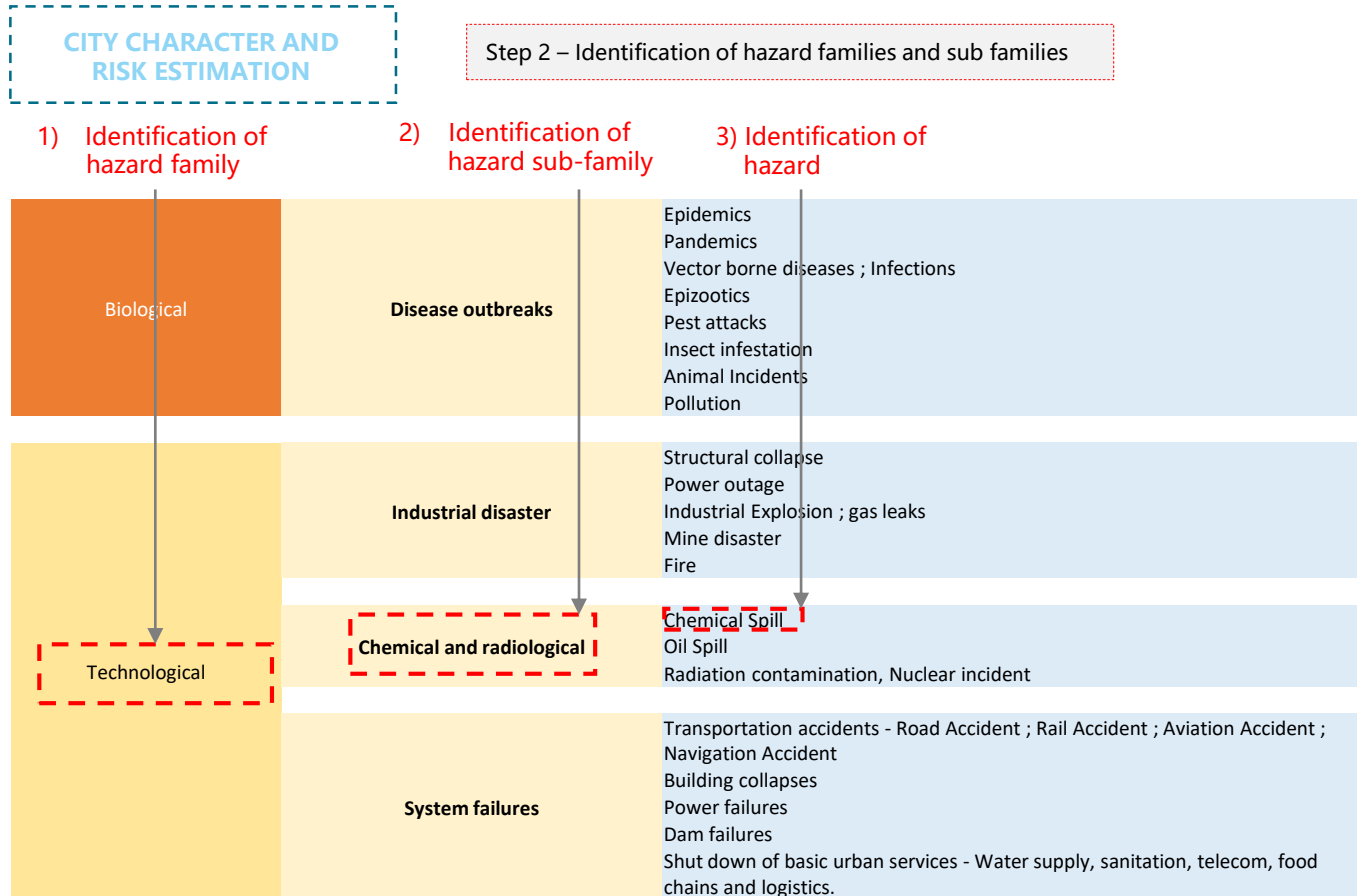 CITY CHARACTER AND
RISK ESTIMATION
Step 2 – Identification of hazard families and sub families
1) Identification of
hazard family
2) Identification of
hazard sub-family
3) Identification of
hazard
Biological
Disease outbreaks
Epidemics
Pandemics
Vector borne diseases ; Infections
Epizootics
Pest attacks
Insect infestation
Animal Incidents
Pollution
Technological
Industrial disaster
Structural collapse
Power outage
Industrial Explosion ; gas leaks
Mine disaster
Fire
Chemical and radiological
Chemical Spill
Oil Spill
Radiation contamination, Nuclear incident
System failures
Transportation accidents - Road Accident ; Rail Accident ; Aviation Accident ;
Navigation Accident
Building collapses
Power failures
Dam failures
Shut down of basic urban services - Water supply, sanitation, telecom, food
chains and logistics.